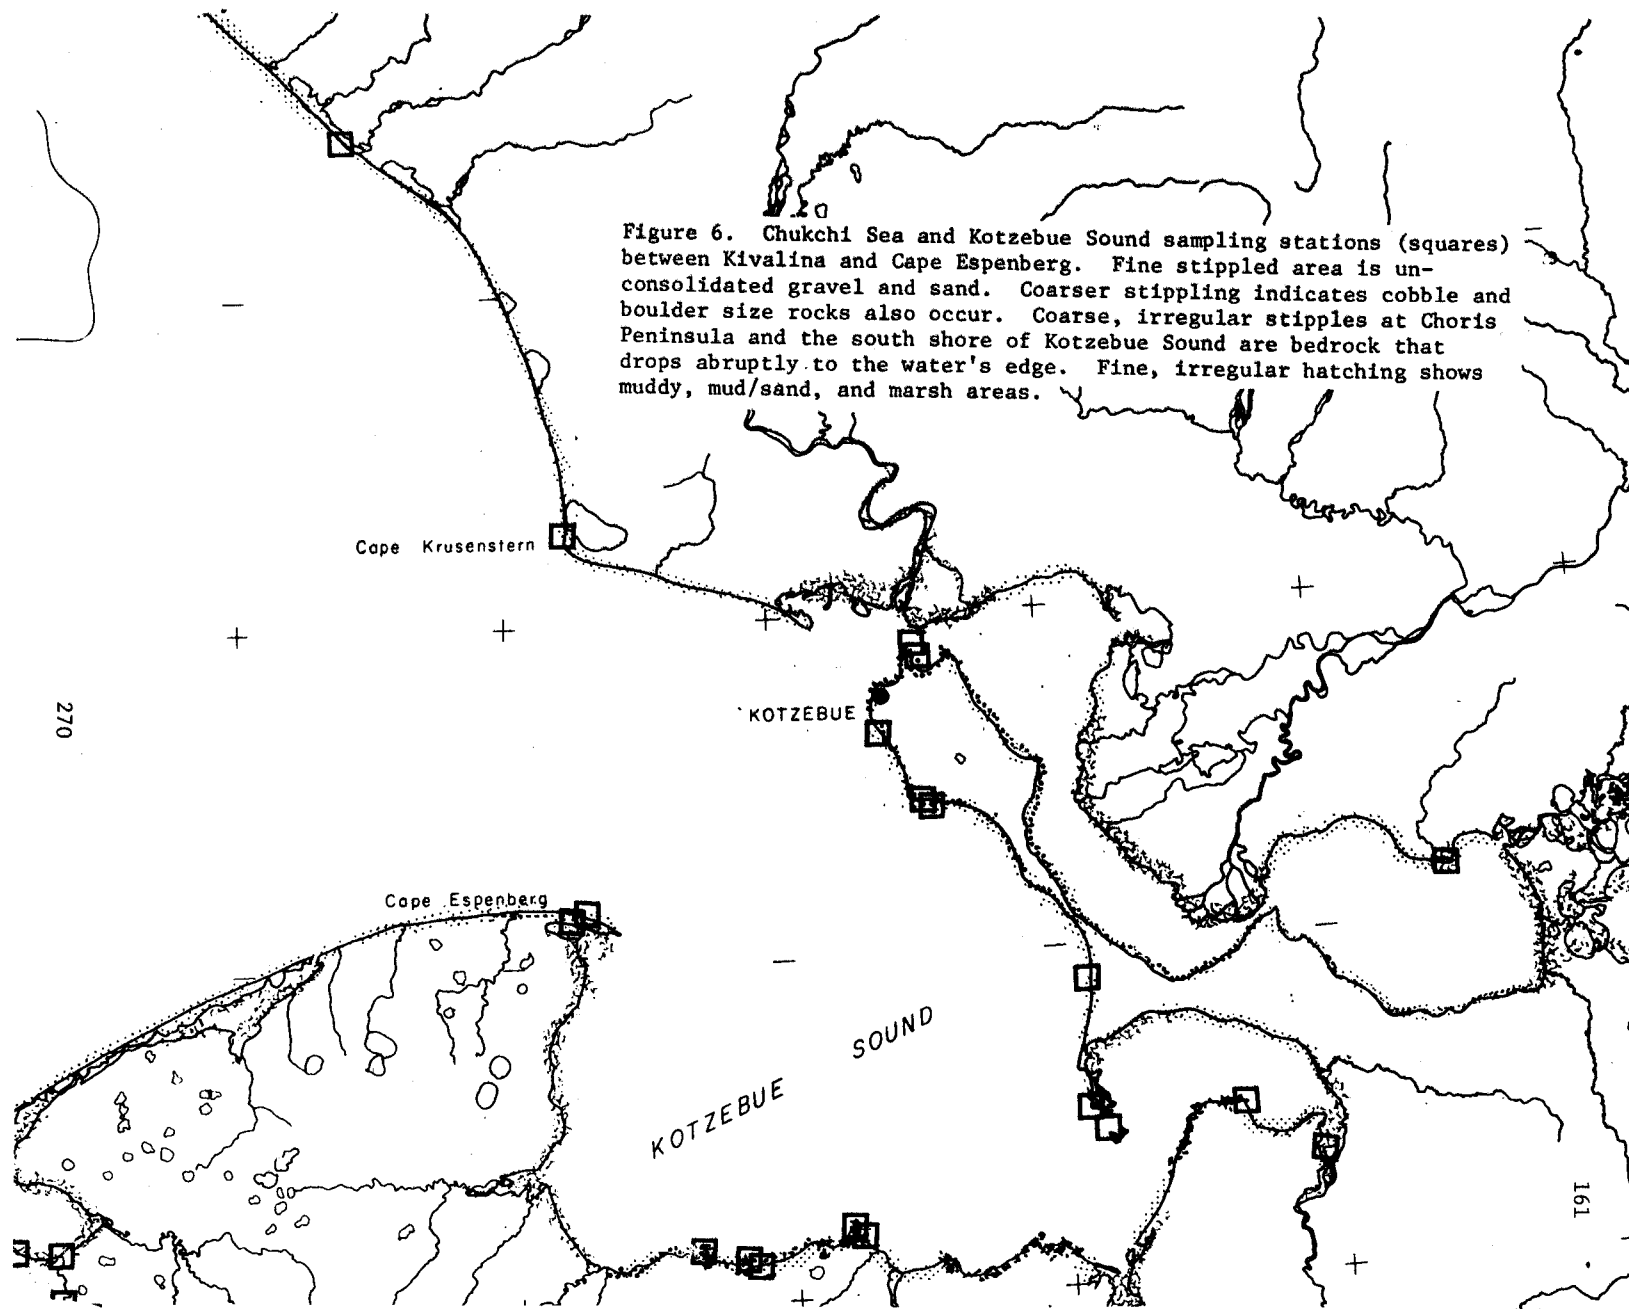 Figure 6. Chukchi Sea and Kotzebue Sound sampling stations (squares)
between Kivalina and Cape Espenberg. Fine stippled area is un-
consolidated gravel and sand. Coarser stippling indicates cobble and
boulder size rocks also occur. Coarse, irregular stipples at Choris
Peninsula and the south shore of Kotzebue Sound are bedrock that
drops abruptly to the water's edge. Fine, irregular hatching shows
muddy, mud/sand, and marsh areas.
Cape Krusenstern
270
KOTZEBUE
Cape Espenberg
KOTZEBUE SOUND
161